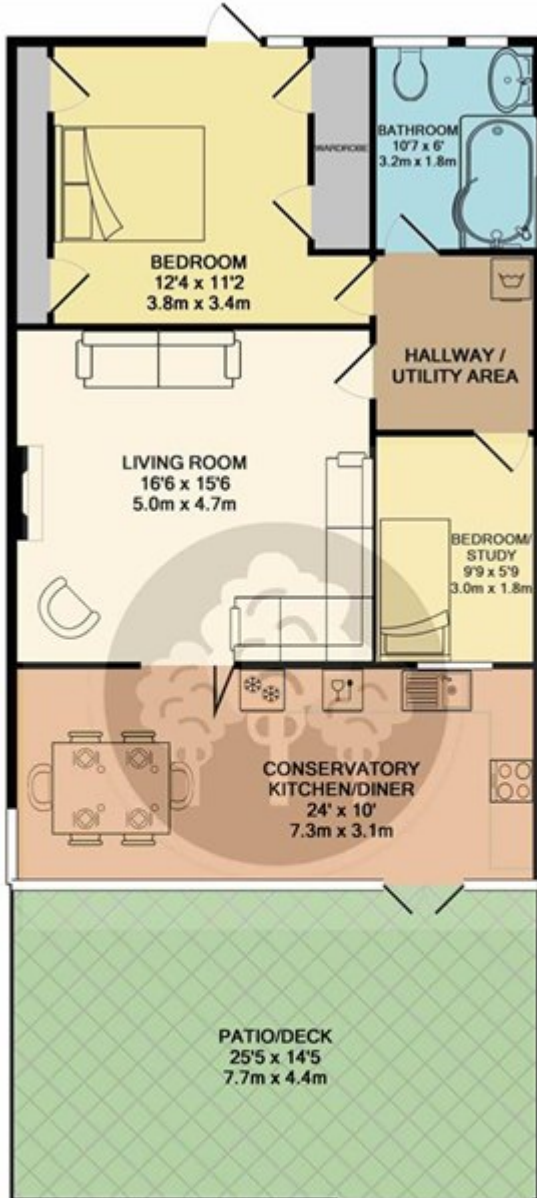 BATHROOM
10'7 x 6'
3.2m x 1.8m
WARDROBE
BEDROOM
12'4 x 11'2
3.8m x 3.4m
HALLWAY /
UTILITY AREA
LIVING ROOM
16'6 x 15'6
5.0m x 4.7m
BEDROOM/
STUDY
9'9 x 5'9
3.0m x 1.8m
CONSERVATORY
KITCHEN/DINER
24' x 10'
7.3m x 3.1m
PATIO/DECK
25'5 x 14'5
7.7m x 4.4m